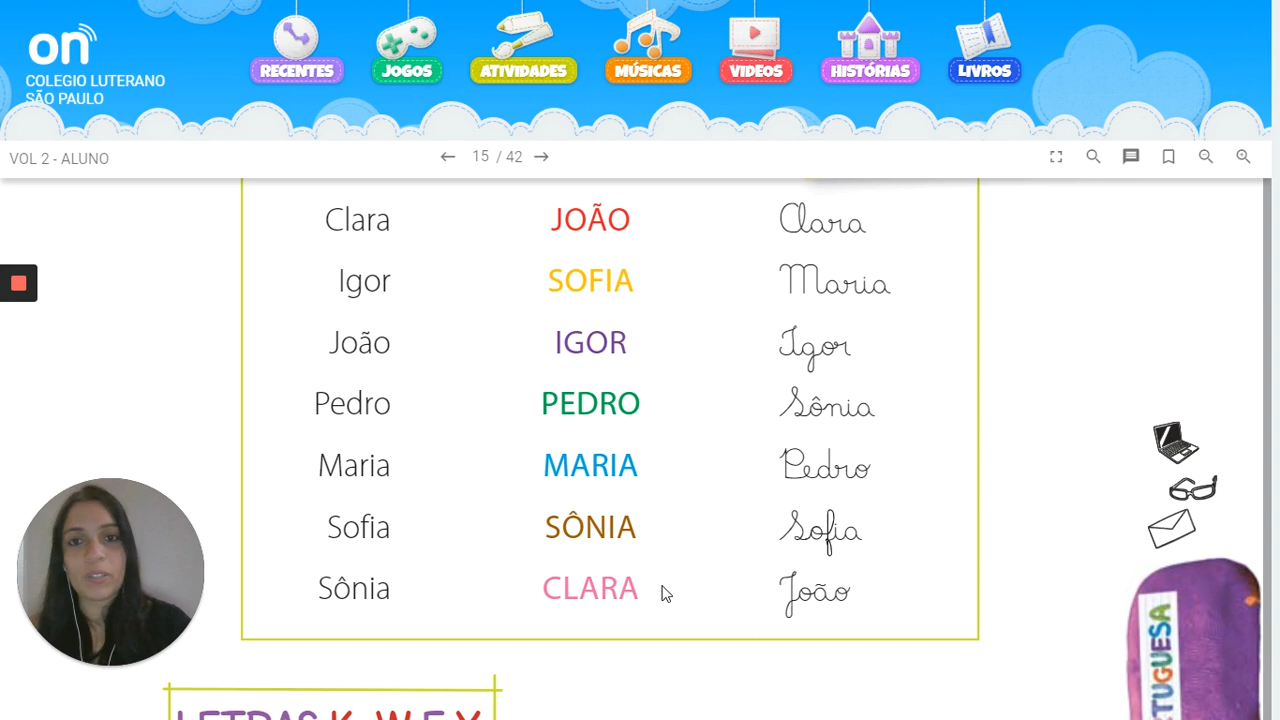 on
COLEGIO LUTERANO
SÃO PAULO
RECENTES JOGOS ATIVIDADES MÚSICAS VIDEOS HISTÓRIAS LIVROS
VOL 2 - ALUNO
15 / 42
Clara JOÃO Clara
Igor SOFIA Maria
João IGOR Igor
Pedro PEDRO Sônia
Maria MARIA Pedro
Sofia SÔNIA Sofia
Sônia CLARA João
LETRAS K, W E Y
TUGUESA